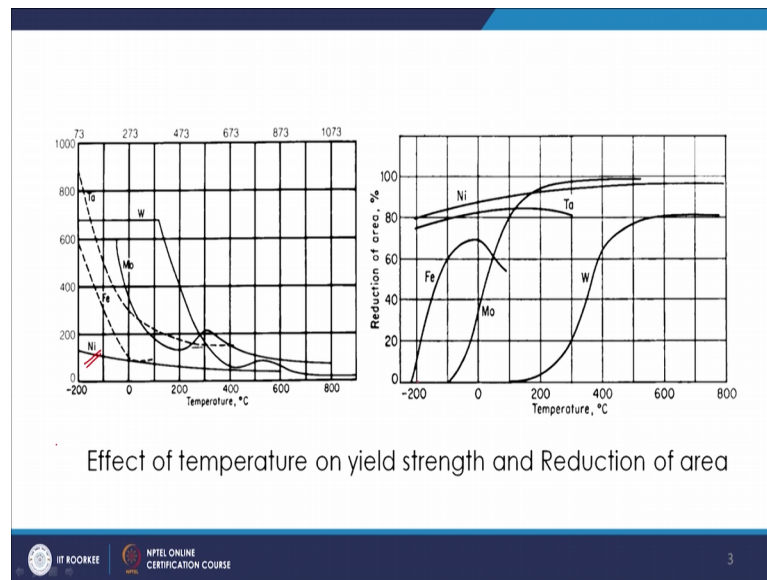 73 273 473 673 873 1073
1000
800
600
400
200
0
Ta
W
Mo
Fe
Ni
-200 0 200 400 600 800
Temperature, °C
Reduction of area, %
100
80
60
40
20
0
Ni
Ta
Fe
Mo
W
-200 0 200 400 600 800
Temperature, °C
Effect of temperature on yield strength and Reduction of area
IIT ROORKEE
NPTEL ONLINE
CERTIFICATION COURSE
3